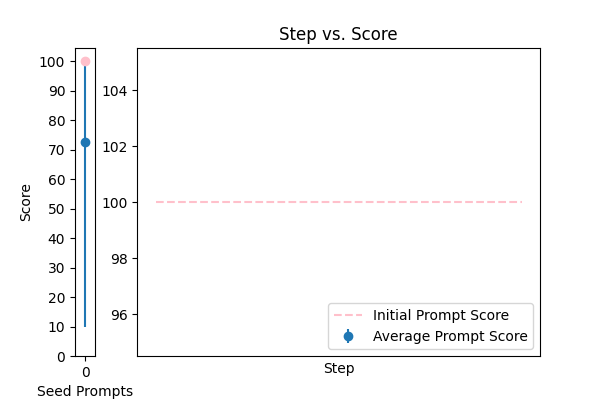 Step vs. Score
Score
100
90
80
70
60
50
40
30
20
10
0
0
Seed Prompts
104
102
100
98
96
Step
Initial Prompt Score
Average Prompt Score